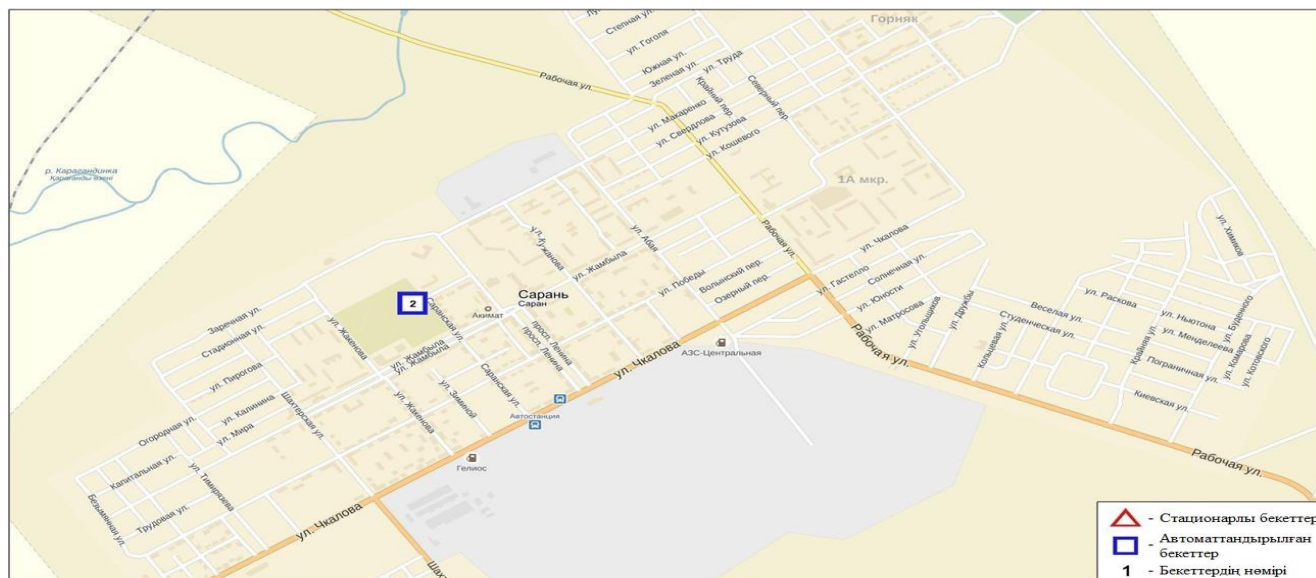 Горняк
Степная ул.
ул. Гоголя
Южная ул.
Зеленая ул.
ул. Труда
Рабочая ул.
Крайний пер.
Северный пер.
ул. Макаренко
ул. Свердлова
ул. Кутузова
ул. Кошевого
р. Карагандинка
Қарағанды өзені
1А мкр.
ул. Химиков
ул. Кужанова
ул. Абая
ул. Жамбыла
Рабочая ул.
ул. Чкалова
ул. Победы
Волынский пер.
Озерный пер.
ул. Гастелло
Солнечная ул.
ул. Юности
ул. Матросова
ул. Угольщиков
ул. Дружбы
Кольцевая ул.
Веселая ул.
Студенческая ул.
ул. Раскова
ул. Ньютона
ул. Менделеева
ул. Буденного
Крайняя ул.
Пограничная ул.
ул. Комарова
ул. Котовского
Киевская ул.
2
Саранская ул.
Сарань
Саран
Акимат
просп. Ленина
просп. Ленина
АЗС-Центральная
Рабочая ул.
Заречная ул.
Стадионная ул.
ул. Жакенова
ул. Жамбыла
ул. Жамбыла
ул. Пирогова
Саранская ул.
ул. Чкалова
ул. Зиминой
ул. Жакенова
Автостанция
Шахтерская ул.
Огородная ул.
ул. Калинина
ул. Мира
Гелиос
Капитальная ул.
ул. Тимирязева
Трудовая ул.
Безымянная ул.
ул. Чкалова
Рабочая ул.
- Стационарлы бекеттер
- Автоматтандырылған
бекеттер
1 - Бекеттердің нөмірі